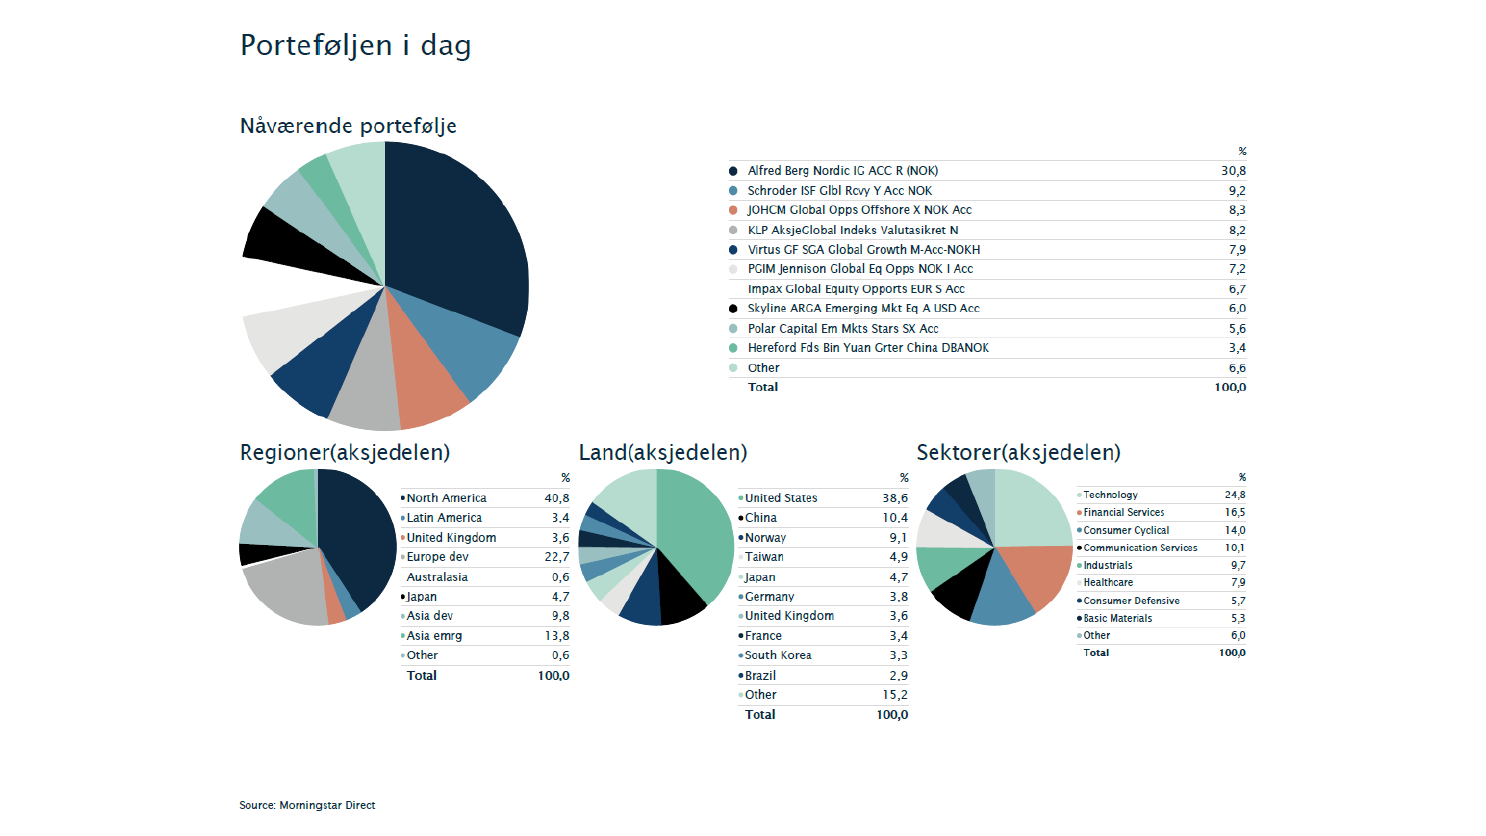 Porteføljen i dag
Nåværende portefølje
%
Alfred Berg Nordic IG ACC R (NOK) 30,8
Schroder ISF Glbl Rcvy Y Acc NOK 9,2
JOHCM Global Opps Offshore X NOK Acc 8,3
KLP AksjeGlobal Indeks Valutasikret N 8,2
Virtus GF SGA Global Growth M-Acc-NOKH 7,9
PGIM Jennison Global Eq Opps NOK I Acc 7,2
Impax Global Equity Opports EUR S Acc 6,7
Skyline ARGA Emerging Mkt Eq A USD Acc 6,0
Polar Capital Em Mkts Stars SX Acc 5,6
Hereford Fds Bin Yuan Grter China DBANOK 3,4
Other 6,6
Total 100,0
Regioner(aksjedelen)
%
North America 40,8
Latin America 3,4
United Kingdom 3,6
Europe dev 22,7
Australasia 0,6
Japan 4,7
Asia dev 9,8
Asia emrg 13,8
Other 0,6
Total 100,0
Land(aksjedelen)
%
United States 38,6
China 10,4
Norway 9,1
Taiwan 4,9
Japan 4,7
Germany 3,8
United Kingdom 3,6
France 3,4
South Korea 3,3
Brazil 2,9
Other 15,2
Total 100,0
Sektorer(aksjedelen)
%
Technology 24,8
Financial Services 16,5
Consumer Cyclical 14,0
Communication Services 10,1
Industrials 9,7
Healthcare 7,9
Consumer Defensive 5,7
Basic Materials 5,3
Other 6,0
Total 100,0
Source: Morningstar Direct